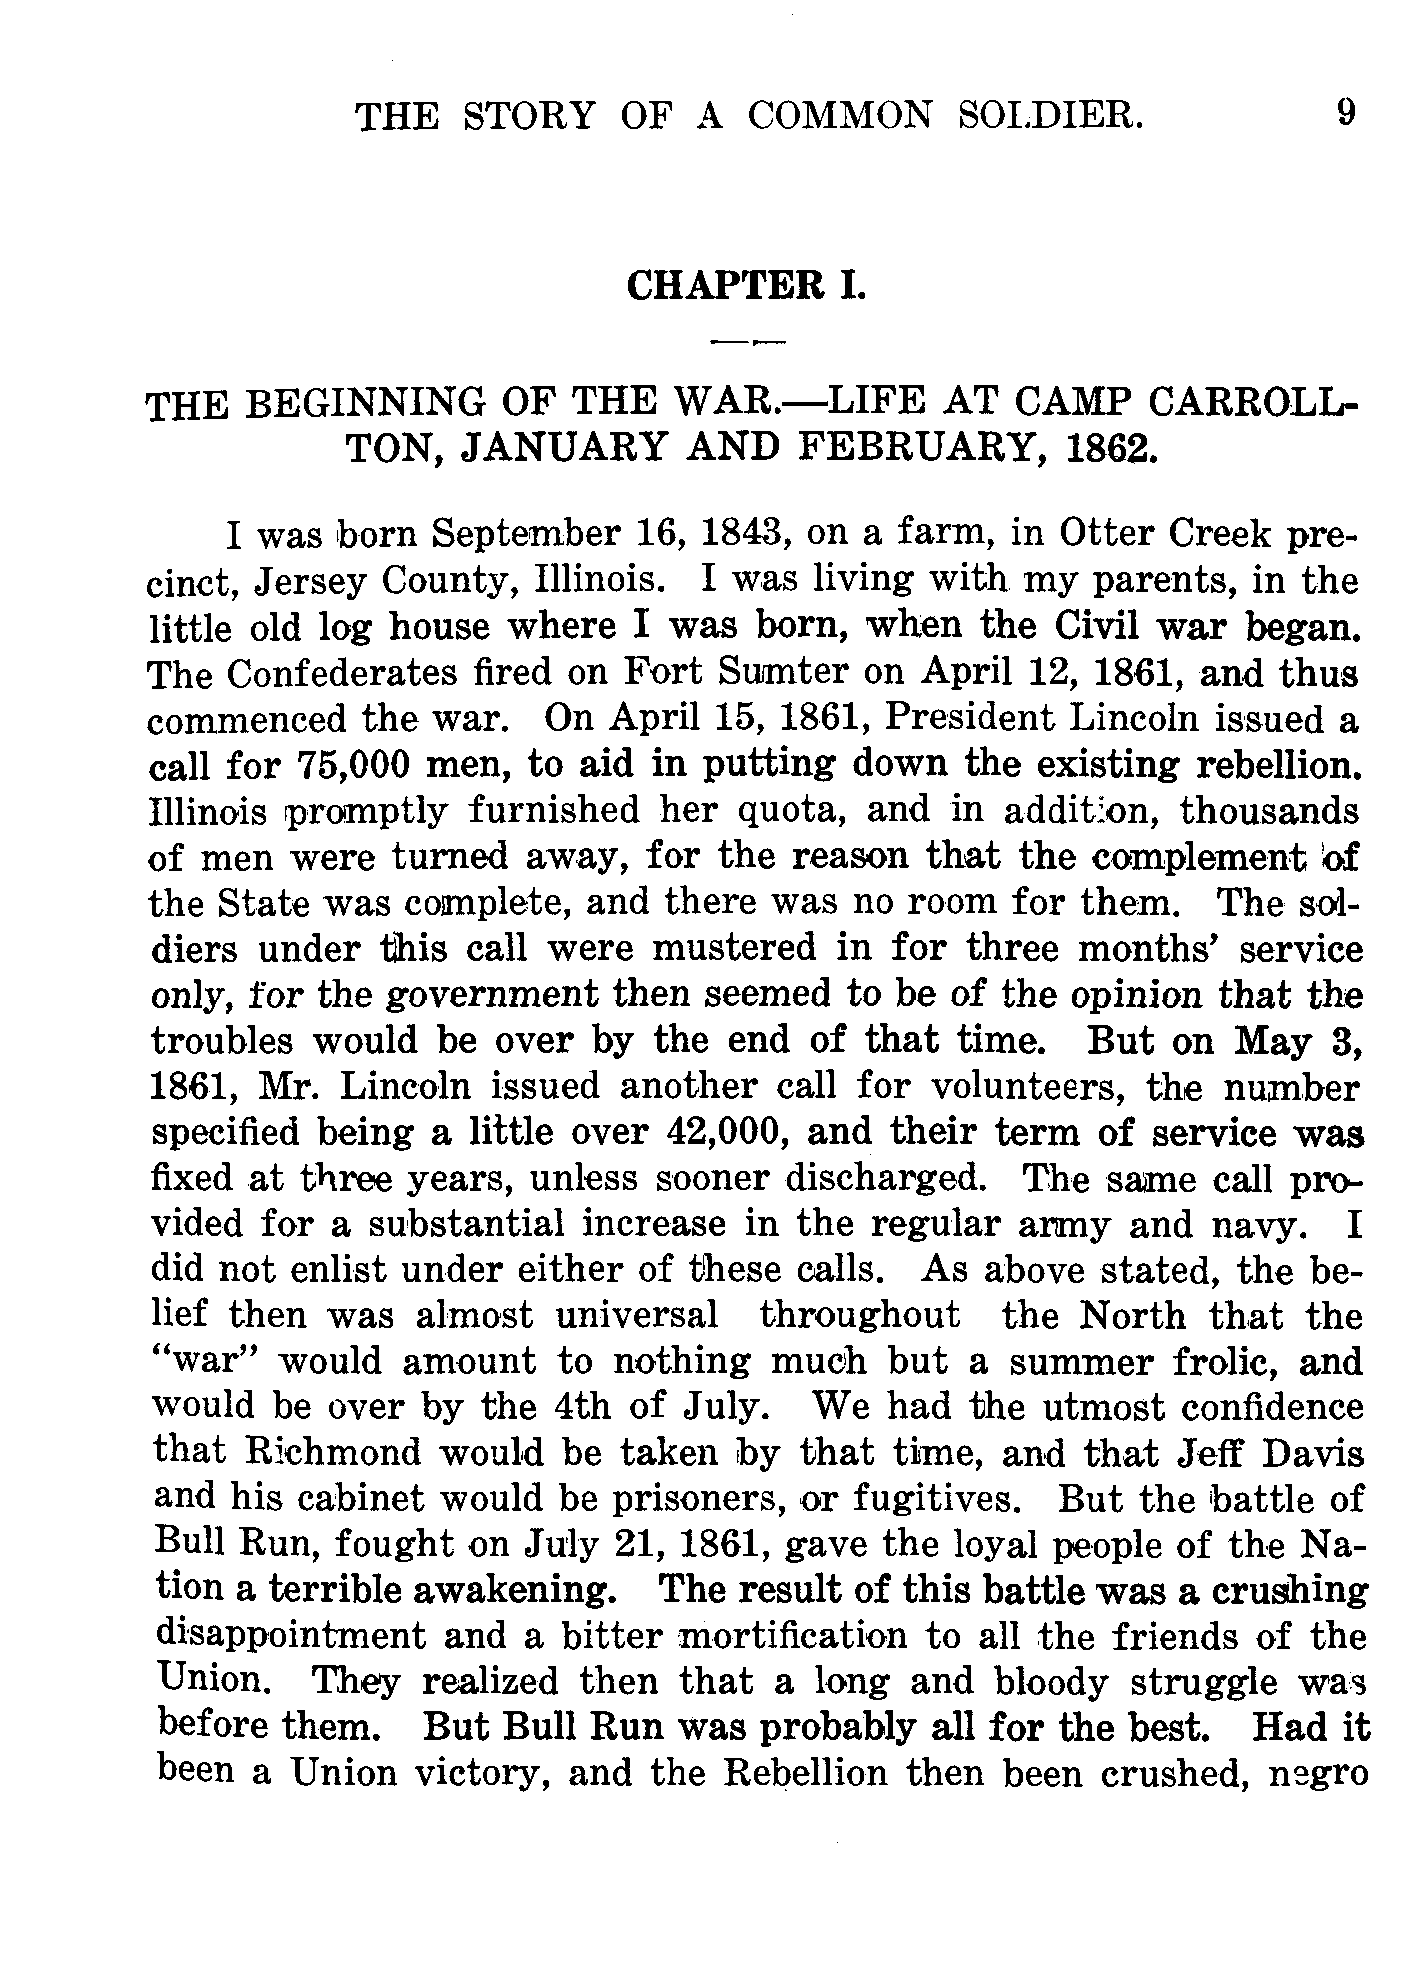 THE STORY OF A COMMON SOLDIER. 9
CHAPTER I.
THE BEGINNING OF THE WAR.—LIFE AT CAMP CARROLL-
TON, JANUARY AND FEBRUARY, 1862.
I was born September 16, 1843, on a farm, in Otter Creek pre-
cinct, Jersey County, Illinois. I was living with my parents, in the
little old log house where I was born, when the Civil war began.
The Confederates fired on Fort Sumter on April 12, 1861, and thus
commenced the war. On April 15, 1861, President Lincoln issued a
call for 75,000 men, to aid in putting down the existing rebellion.
Illinois promptly furnished her quota, and in addition, thousands
of men were turned away, for the reason that the complement of
the State was complete, and there was no room for them. The sol-
diers under this call were mustered in for three months' service
only, for the government then seemed to be of the opinion that the
troubles would be over by the end of that time. But on May 3,
1861, Mr. Lincoln issued another call for volunteers, the number
specified being a little over 42,000, and their term of service was
fixed at three years, unless sooner discharged. The same call pro-
vided for a substantial increase in the regular army and navy. I
did not enlist under either of these calls. As above stated, the be-
lief then was almost universal throughout the North that the
"war" would amount to nothing much but a summer frolic, and
would be over by the 4th of July. We had the utmost confidence
that Richmond would be taken by that time, and that Jeff Davis
and his cabinet would be prisoners, or fugitives. But the battle of
Bull Run, fought on July 21, 1861, gave the loyal people of the Na-
tion a terrible awakening. The result of this battle was a crushing
disappointment and a bitter mortification to all the friends of the
Union. They realized then that a long and bloody struggle was
before them. But Bull Run was probably all for the best. Had it
been a Union victory, and the Rebellion then been crushed, negro